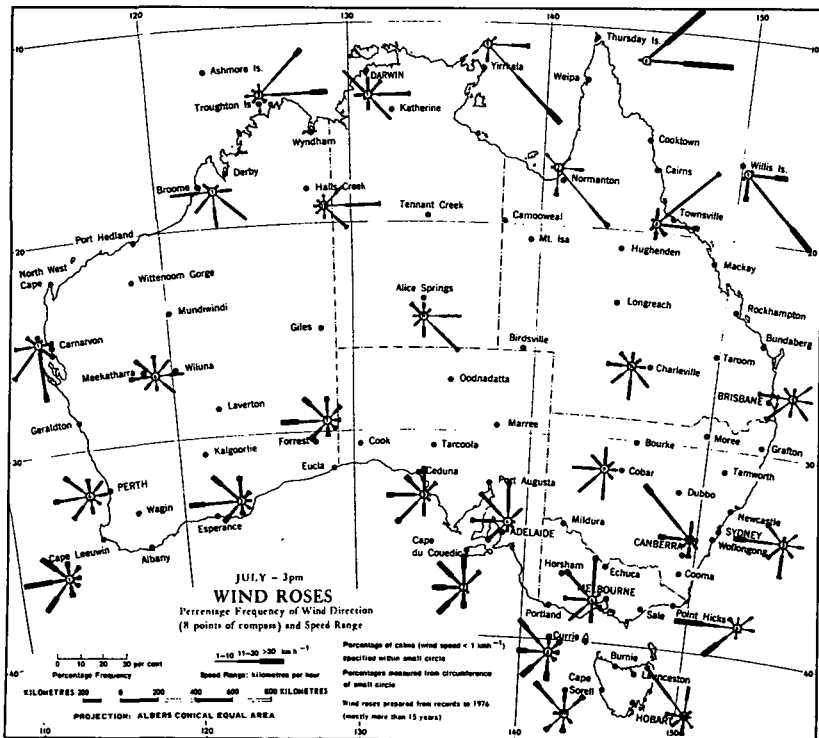 120
130
140
150
10
10
Thursday Is.
Ashmore Is.
DARWIN
Yirrkala
Troughton Is
Katherine
Weipa
Wyndham
Cooktown
Derby
Cairns
Willis Is.
Broome
Halls Creek
Normanton
Tennant Creek
Camooweal
Townsville
Port Hedland
Mt. Isa
Hughenden
20
20
North West
Cape
Wittenoom Gorge
Mackay
Alice Springs
Mundiwindi
Longreach
Rockhampton
Giles
Carnarvon
Birdsville
Bundaberg
Meekatharra
Wiluna
Charleville
Taroom
Oodnadatta
BRISBANE
Laverton
Geraldton
Marree
Kalgoorlie
Forrest
Cook
Tarcoola
Bourke
Moree
Grafton
30
30
Eucla
Ceduna
Port Augusta
Cobar
Tamworth
PERTH
Dubbo
Wagin
Esperance
Mildura
Newcastle
ADELAIDE
SYDNEY
Cape Leeuwin
Albany
Cape
du Couedic
CANBERRA
Wollongong
Horsham
Echuca
Cooma
MELBOURNE
JULY - 3pm
WIND ROSES
Percentage Frequency of Wind Direction
(8 points of compass) and Speed Range
Portland
Sale
Point Hicks
Currie
0 10 20 30 per cent
Percentage Frequency
1-10 11-30 >30 km h⁻¹
Speed Range: kilometres per hour
Percentage of calms (wind speed < 1 kmh⁻¹)
specified within small circle
Percentages measured from circumference
of small circle
Burnie
Launceston
Cape
Sorell
HOBART
40
40
KILOMETRES 200 0 200 400 600 800 KILOMETRES
Wind roses prepared from records to 1976
(mostly more than 15 years)
PROJECTION: ALBERS CONICAL EQUAL AREA
110
120
130
140
150